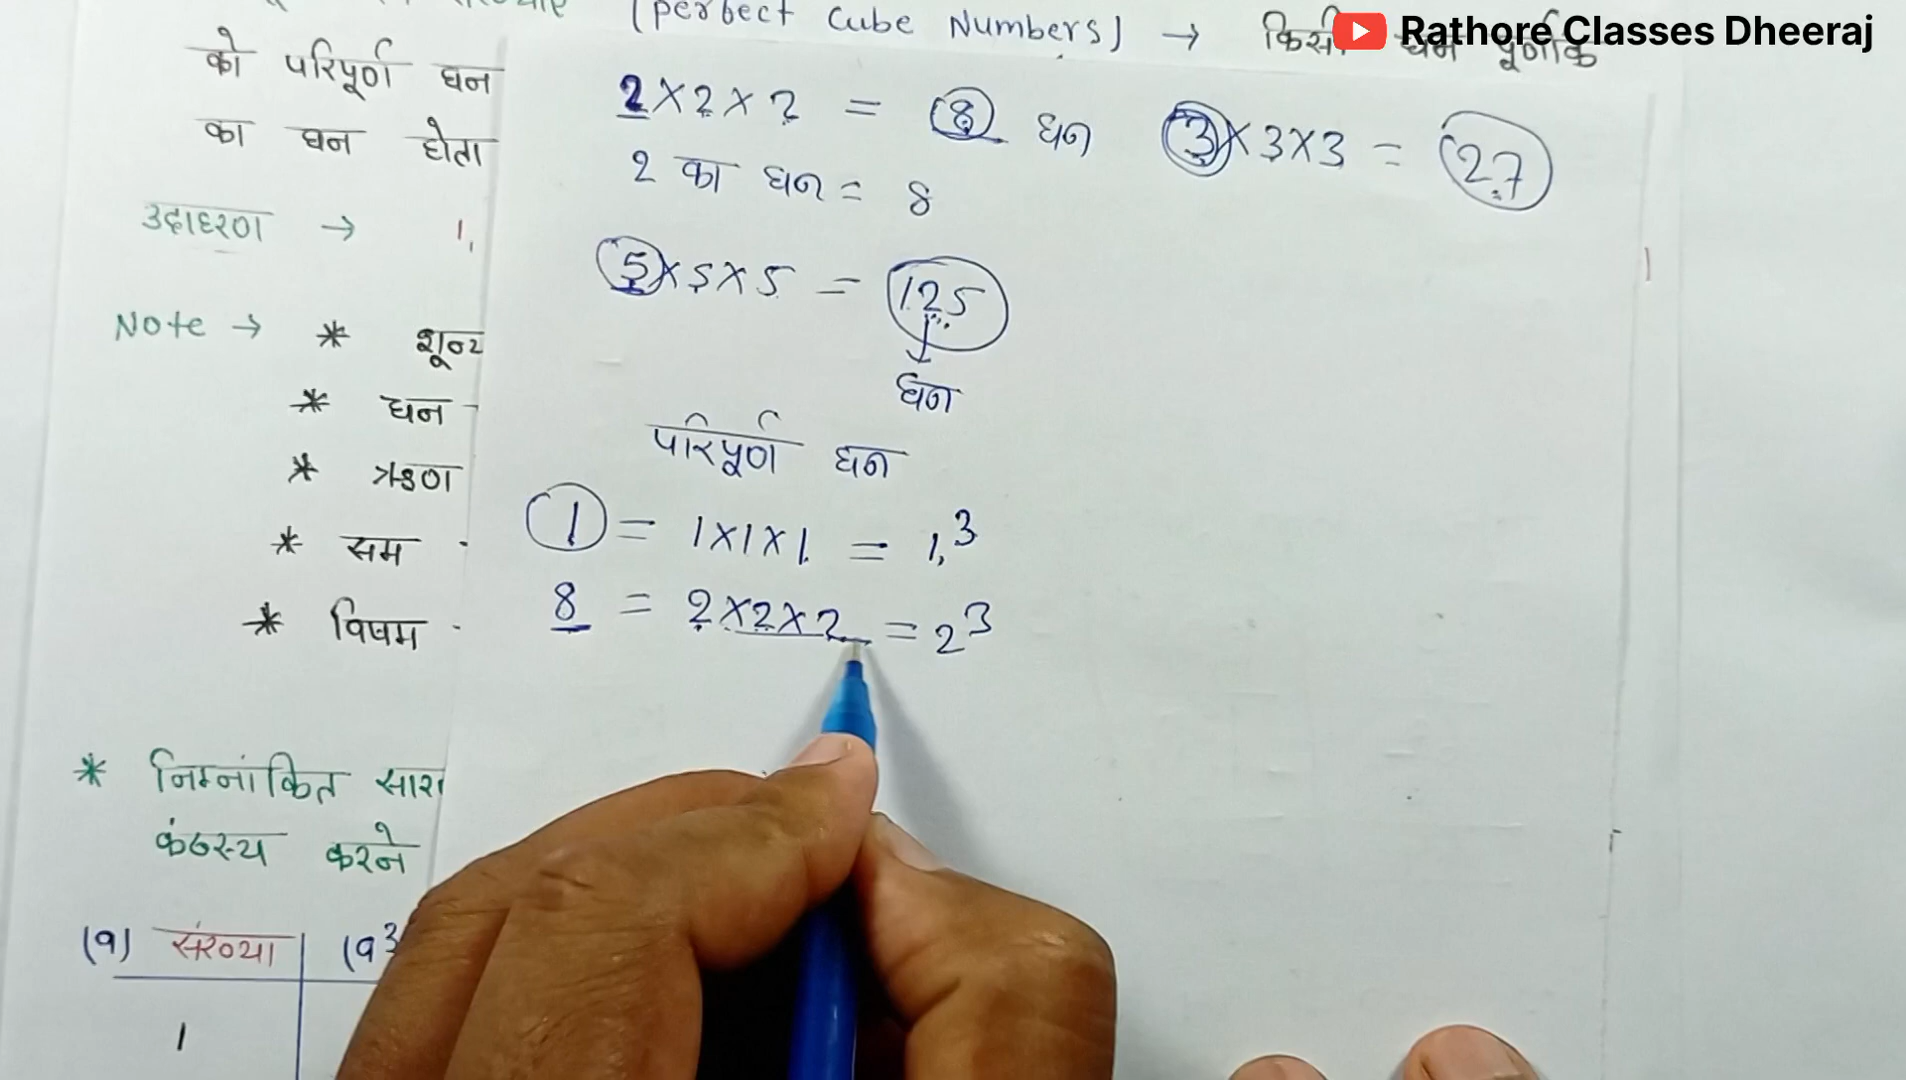 (perfect Cube Numbers) → किसी धन पूर्णांक
Rathore Classes Dheeraj
को परिपूर्ण घन
का घन होता
उदाहरण → 1,
Note → * शून्य
* घन
* ऋण
* सम
* विषम
* निम्नांकित
कंठस्थ करने
(a) संख्या (a3
1
2×2×2 = 8 घन 3×3×3 = 27
2 का घन = 8
5×5×5 = 125
घन
परिपूर्ण घन
1 = 1×1×1 = 1³
8 = 2×2×2 = 2³